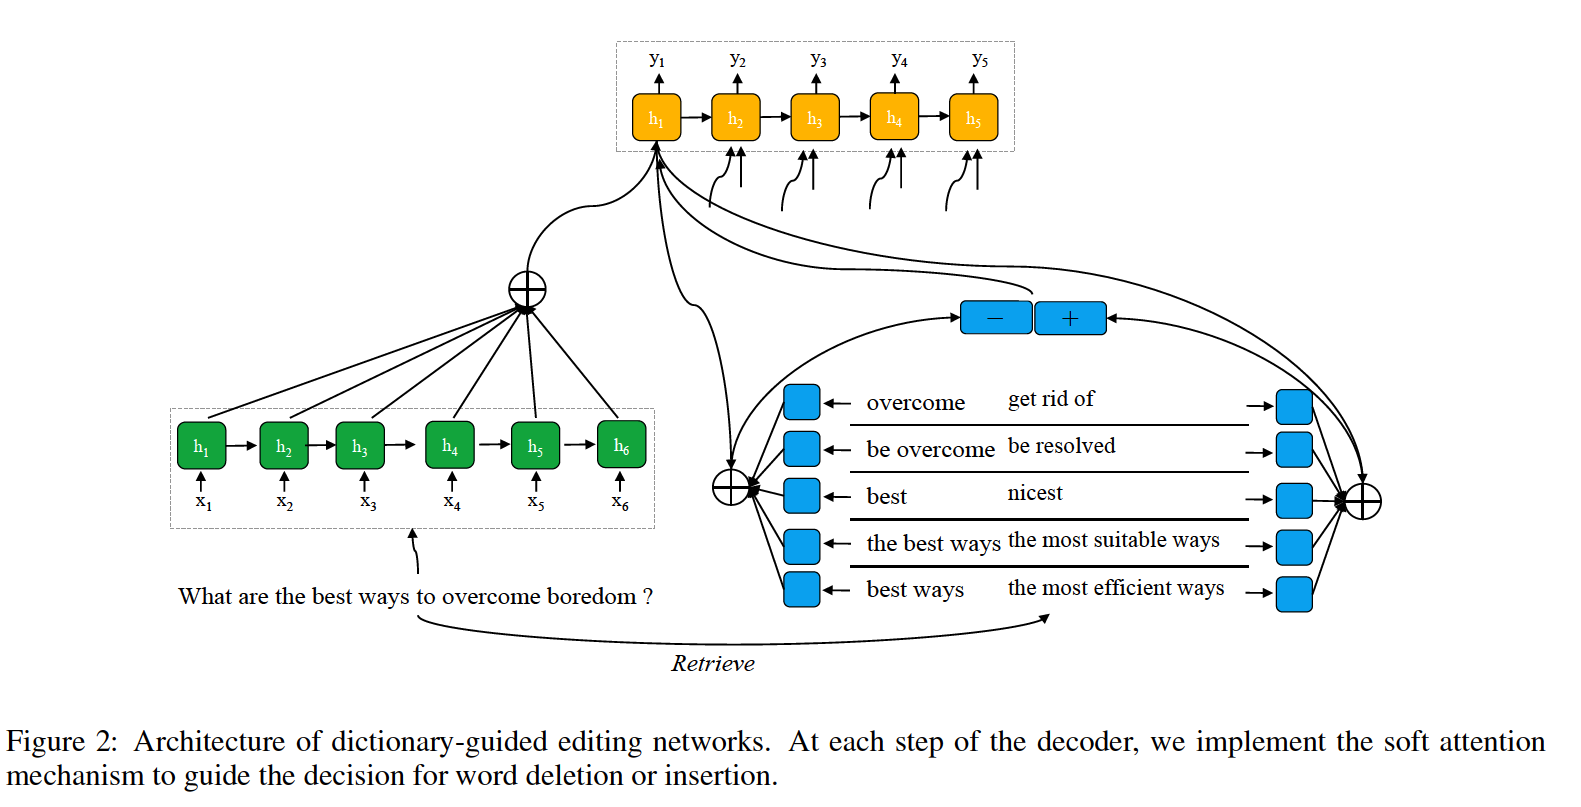 y1 y2 y3 y4 y5
h1 h2 h3 h4 h5
− +
overcome get rid of
be overcome be resolved
best nicest
the best ways the most suitable ways
best ways the most efficient ways
h1 h2 h3 h4 h5 h6
x1 x2 x3 x4 x5 x6
What are the best ways to overcome boredom ?
Retrieve
Figure 2: Architecture of dictionary-guided editing networks. At each step of the decoder, we implement the soft attention
mechanism to guide the decision for word deletion or insertion.